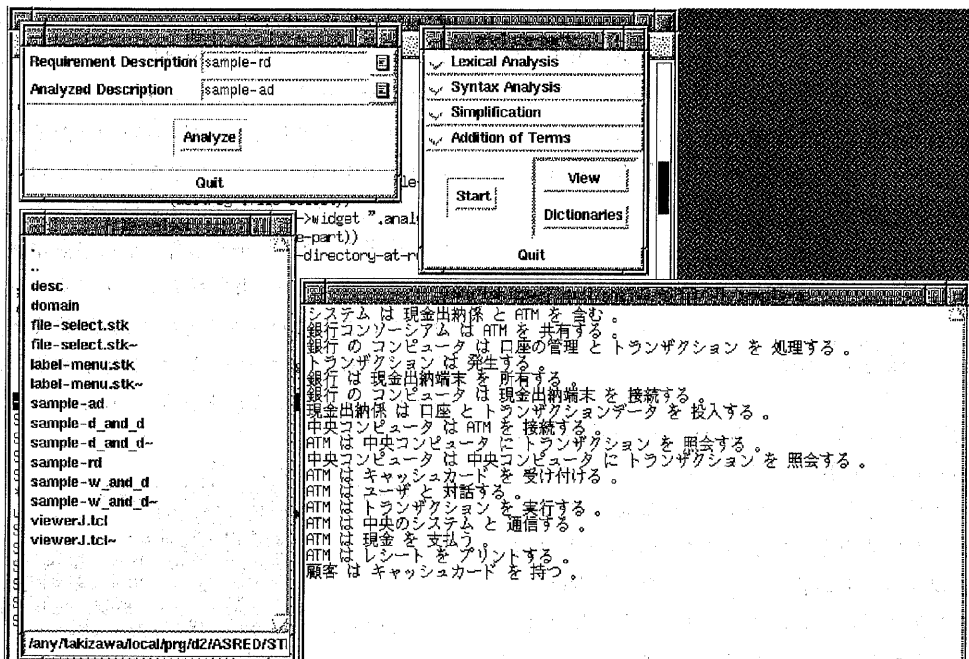 Requirement Description sample-rd
Analyzed Description sample-ad
Analyze
Quit
Lexical Analysis
Syntax Analysis
Simplification
Addition of Terms
Start
View
Dictionaries
Quit
->widget ".anal
e-part))
-directory-at-r
.
..
desc
domain
file-select.stk
file-select.stk~
label-menu.stk
label-menu.stk~
sample-ad
sample-d_and_d
sample-d_and_d~
sample-rd
sample-w_and_d
sample-w_and_d~
viewerJ.tcl
viewerJ.tcl~
/any/takizawa/local/prg/d2/ASRED/ST
システム は 現金出納係 と ATM を 含む 。
銀行コンソーシアム は ATM を 共有する 。
銀行 の コンピュータ は 口座の管理 と トランザクション を 処理する 。
トランザクション は 発生する 。
銀行 は 現金出納端末 を 所有する 。
銀行 の コンピュータ は 現金出納端末 を 接続する 。
現金出納係 は 口座 と トランザクションデータ を 投入する 。
中央コンピュータ は ATM を 接続する 。
ATM は 中央コンピュータ に トランザクション を 照会する 。
中央コンピュータ は 中央コンピュータ に トランザクション を 照会する 。
ATM は キャッシュカード を 受け付ける 。
ATM は ユーザ と 対話する 。
ATM は トランザクション を 実行する 。
ATM は 中央のシステム と 通信する 。
ATM は 現金 を 支払う 。
ATM は レシート を プリントする 。
顧客 は キャッシュカード を 持つ 。